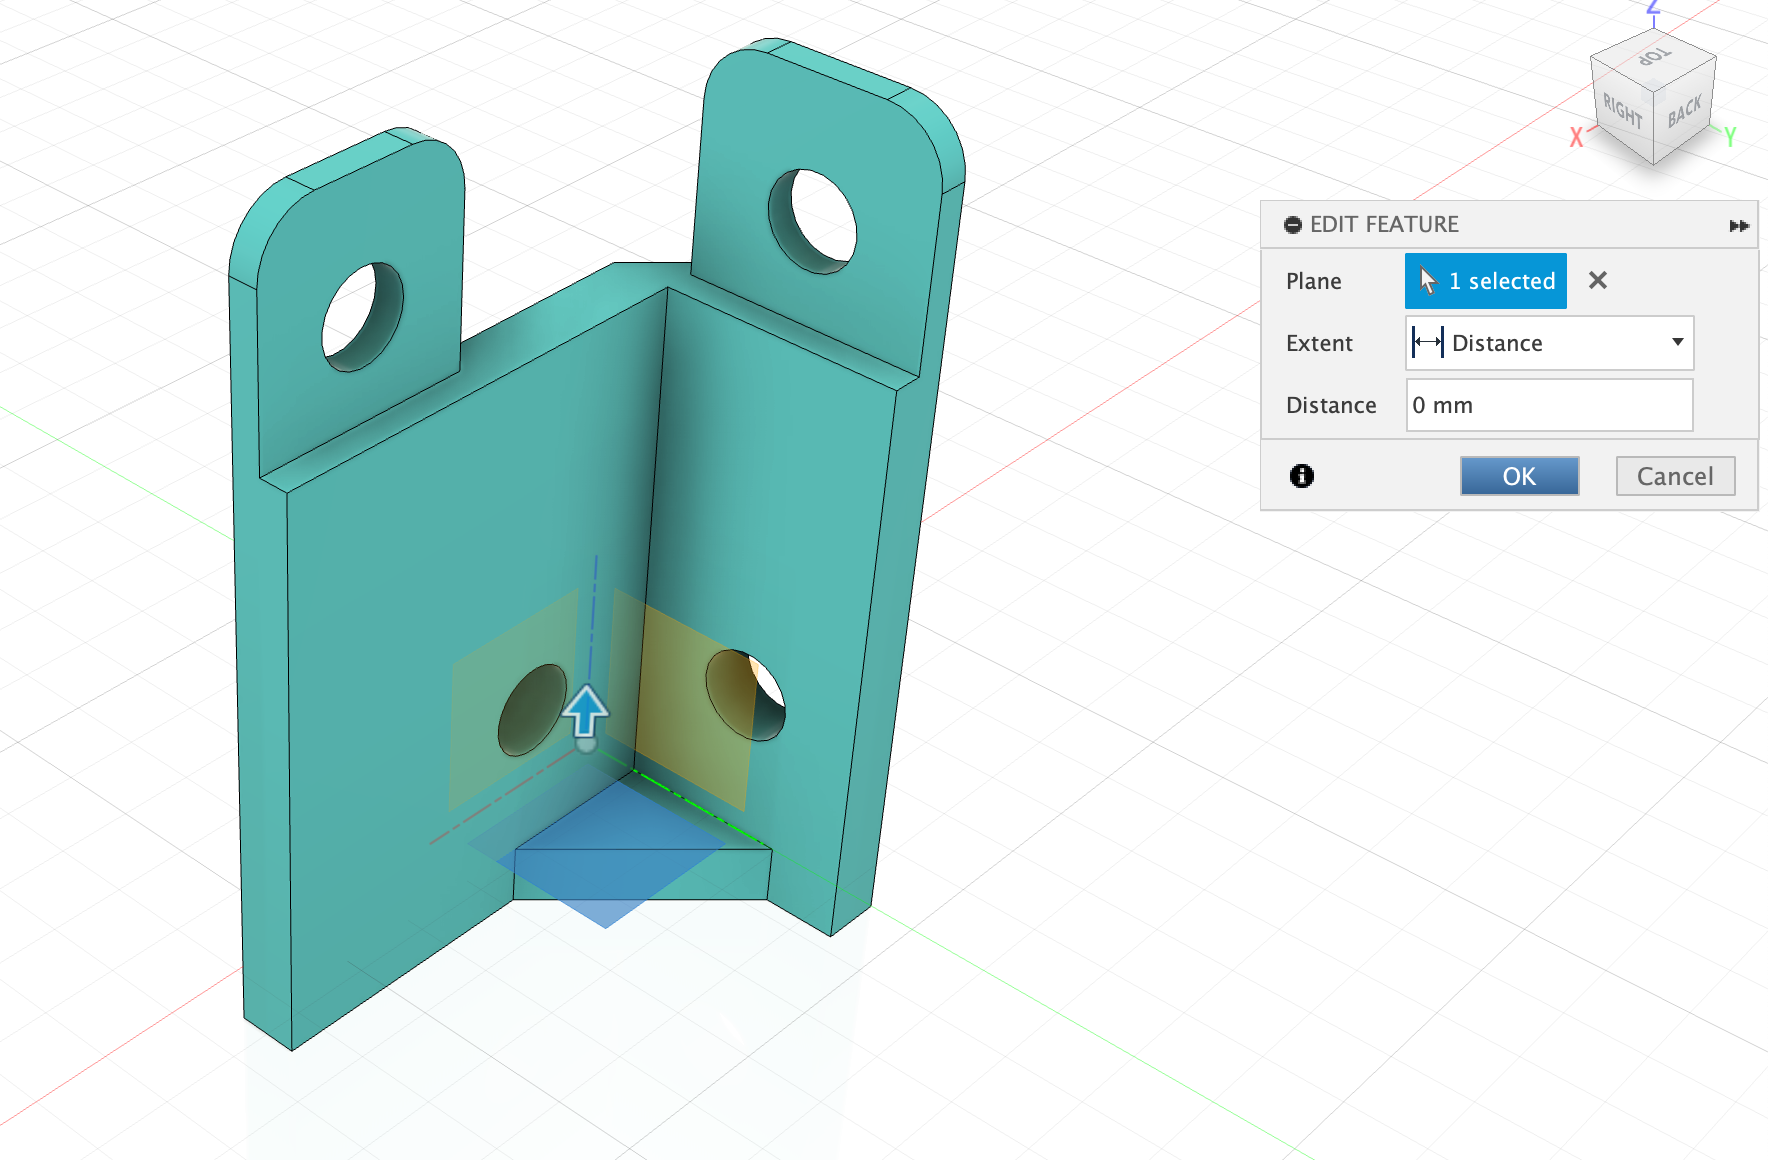 Z
TOP
RIGHT
BACK
X
Y
EDIT FEATURE
Plane
1 selected
Extent
Distance
Distance
0 mm
OK
Cancel